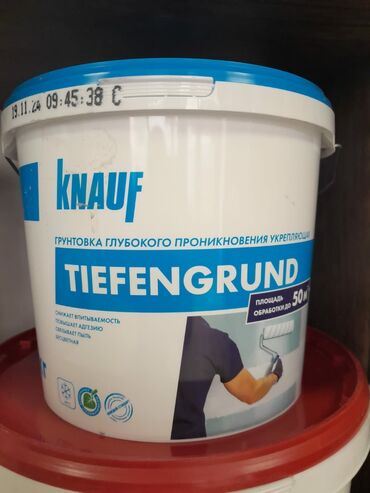 19.11.24 09:45:38 C
KNAUF
ГРУНТОВКА ГЛУБОКОГО ПРОНИКНОВЕНИЯ УКРЕПЛЯЮЩАЯ
TIEFENGRUND
ПЛОЩАДЬ
ОБРАБОТКИ ДО 50 м
СНИЖАЕТ ВПИТЫВАЕМОСТЬ
ПОВЫШАЕТ АДГЕЗИЮ
СВЯЗЫВАЕТ ПЫЛЬ
БЕСЦВЕТНАЯ